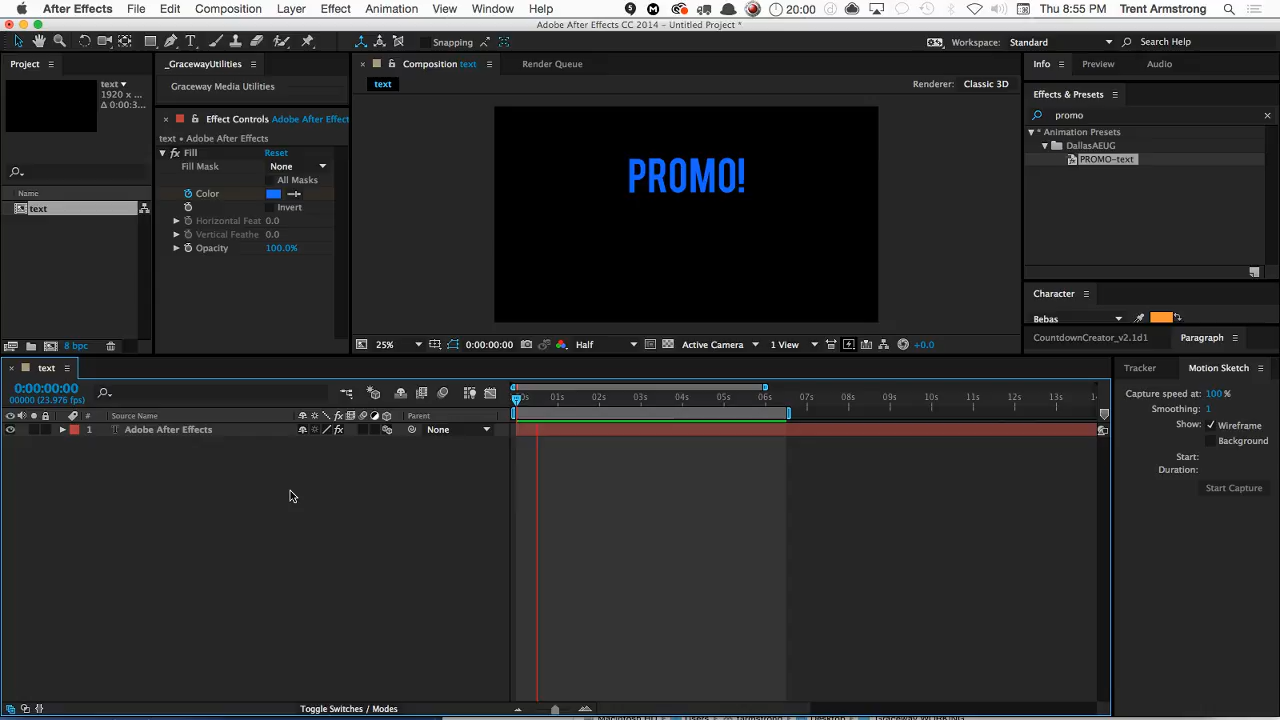 After Effects File Edit Composition Layer Effect Animation View Window Help 20:00 Thu 8:55 PM Trent Armstrong
Adobe After Effects CC 2014 - Untitled Project *
Snapping Workspace: Standard Search Help
Project
text
1920 x ...
Δ 0:00:3...
Name
text
8 bpc
_GracewayUtilities
Graceway Media Utilities
Effect Controls Adobe After Effect
text • Adobe After Effects
fx Fill Reset
Fill Mask None
All Masks
Color
Invert
Horizontal Feat 0.0
Vertical Feathe 0.0
Opacity 100.0%
Composition text Render Queue
text Renderer: Classic 3D
PROMO!
25% 0:00:00:00 Half Active Camera 1 View +0.0
Info Preview Audio
Effects & Presets
promo
* Animation Presets
DallasAEUG
PROMO-text
Character
Bebas
CountdownCreator_v2.1d1 Paragraph
text
0:00:00:00
00000 (23.976 fps)
# Source Name Parent
1 T Adobe After Effects fx None
0s 01s 02s 03s 04s 05s 06s 07s 08s 09s 10s 11s 12s 13s
Toggle Switches / Modes
Tracker Motion Sketch
Capture speed at: 100 %
Smoothing: 1
Show: Wireframe
Background
Start:
Duration:
Start Capture